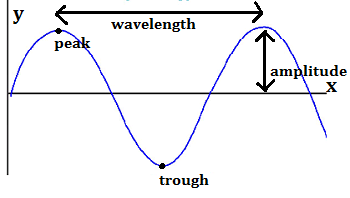 y
wavelength
peak
amplitude
x
trough